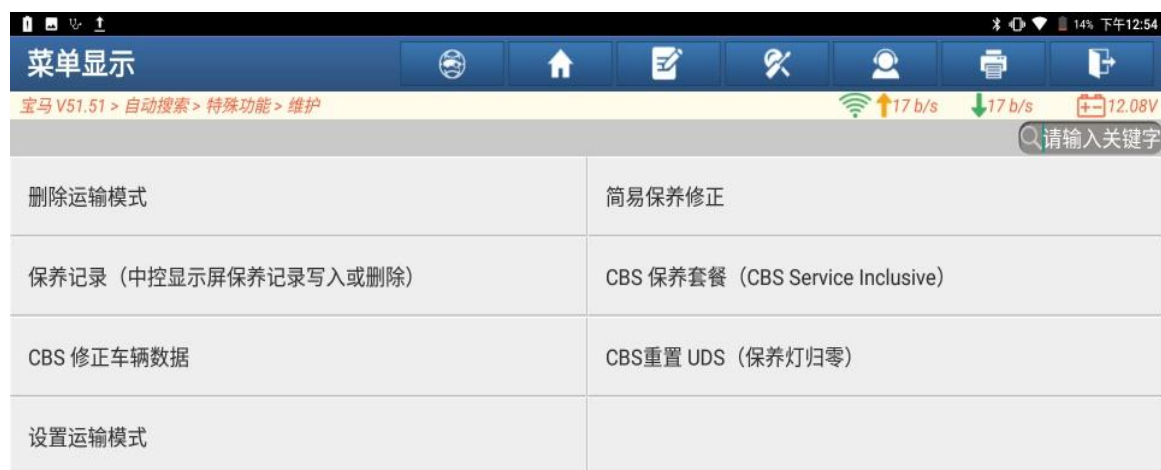 14% 下午12:54
菜单显示
宝马 V51.51 > 自动搜索 > 特殊功能 > 维护 17 b/s 17 b/s 12.08V
请输入关键字
删除运输模式 简易保养修正
保养记录（中控显示屏保养记录写入或删除） CBS 保养套餐（CBS Service Inclusive）
CBS 修正车辆数据 CBS重置 UDS（保养灯归零）
设置运输模式